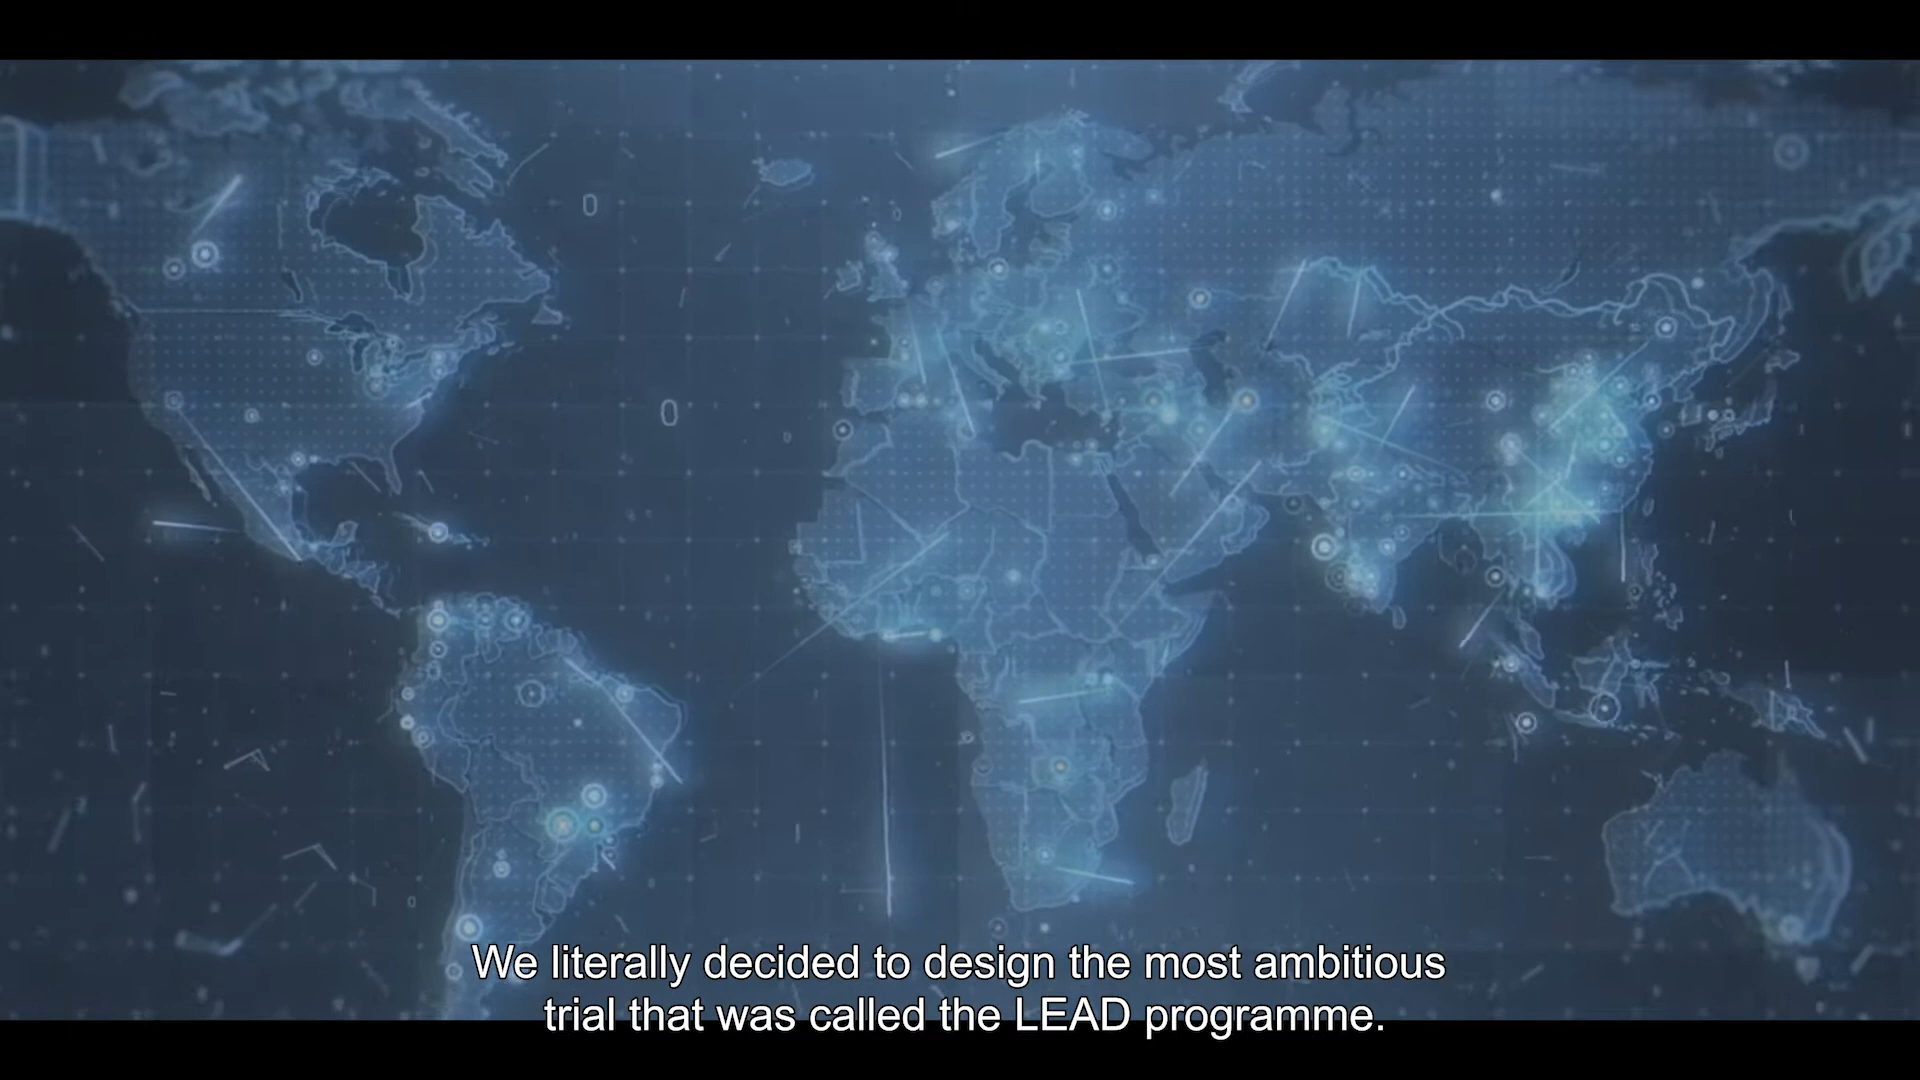 We literally decided to design the most ambitious
trial that was called the LEAD programme.